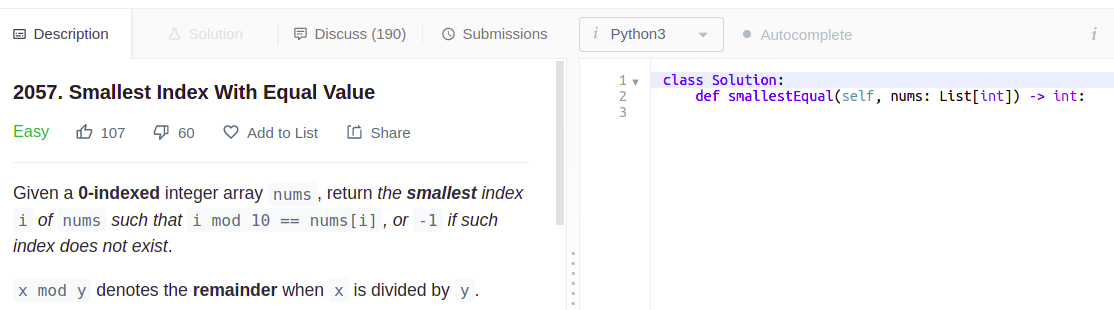 Description Solution Discuss (190) Submissions i Python3 Autocomplete i
2057. Smallest Index With Equal Value
Easy 107 60 Add to List Share
Given a 0-indexed integer array nums , return the smallest index
i of nums such that i mod 10 == nums[i] , or -1 if such
index does not exist.
x mod y denotes the remainder when x is divided by y .
1 class Solution:
2 def smallestEqual(self, nums: List[int]) -> int:
3